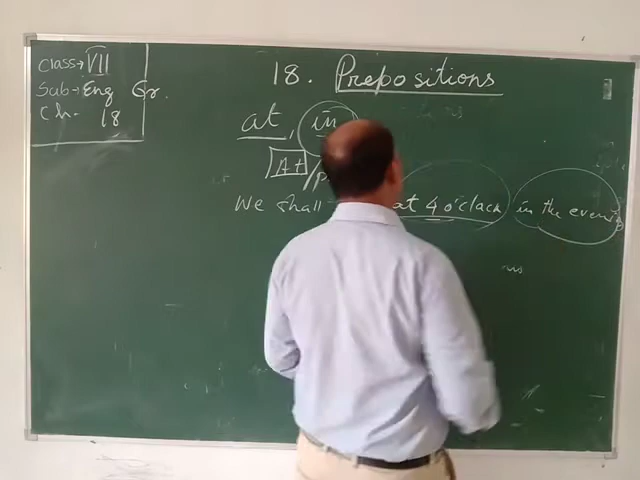 Class→ VII
Sub→ Eng Gr.
Ch- 18
18. Prepositions
at, in
At
We shall at 4 o'clock in the evening